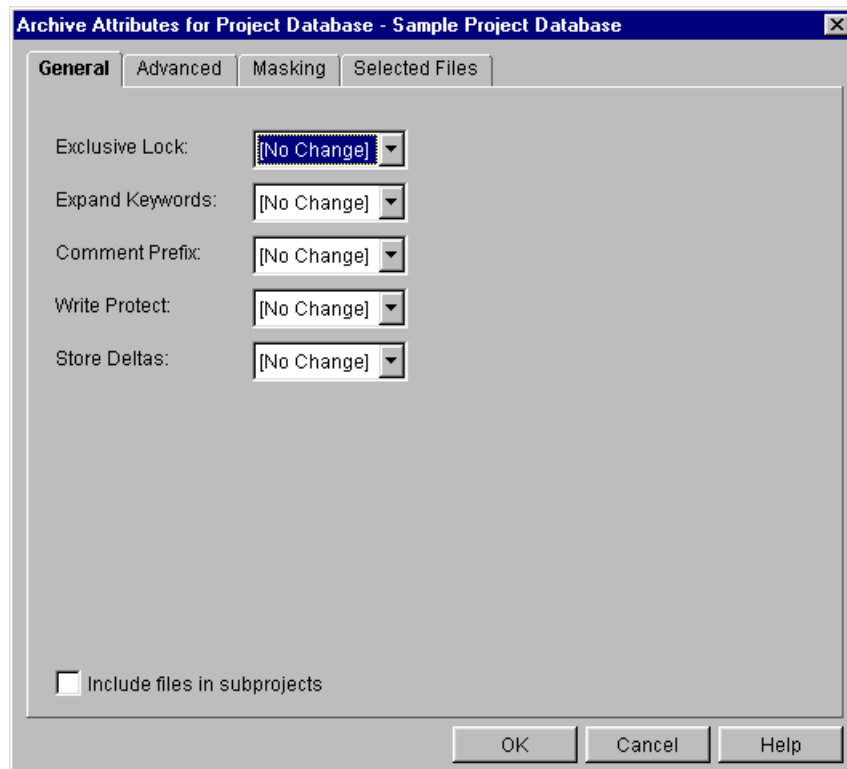 Archive Attributes for Project Database - Sample Project Database
General Advanced Masking Selected Files
Exclusive Lock: [No Change]
Expand Keywords: [No Change]
Comment Prefix: [No Change]
Write Protect: [No Change]
Store Deltas: [No Change]
Include files in subprojects
OK Cancel Help